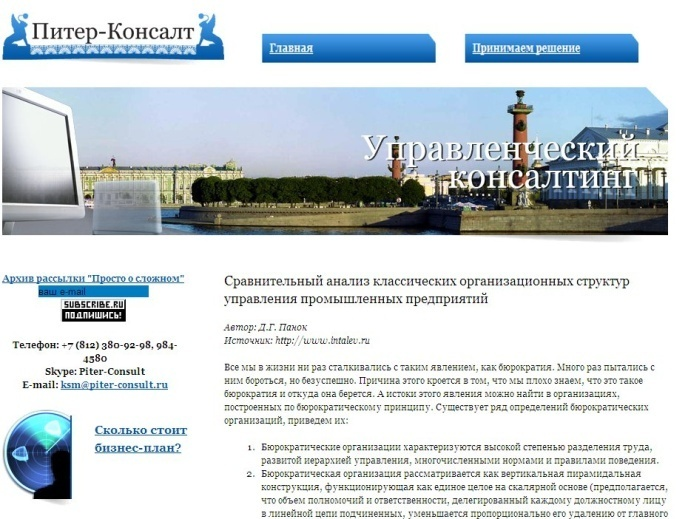 Питер-Консалт
Главная
Принимаем решение
Управленческий
консалтинг
Архив рассылки "Просто о сложном"
ваш e-mail
SUBSCRIBE.RU
ПОДПИШИСЬ!
Телефон: +7 (812) 380-92-98, 984-
4580
Skype: Piter-Consult
E-mail: ksm@piter-consult.ru
Сколько стоит
бизнес-план?
Сравнительный анализ классических организационных структур
управления промышленных предприятий
Автор: Д.Г. Панок
Источник: http://www.intalev.ru
Все мы в жизни ни раз сталкивались с таким явлением, как бюрократия. Много раз пытались с
ним бороться, но безуспешно. Причина этого кроется в том, что мы плохо знаем, что это такое
бюрократия и откуда она берется. А истоки этого явления можно найти в организациях,
построенных по бюрократическому принципу. Существует ряд определений бюрократических
организаций, приведем их:
1. Бюрократические организации характеризуются высокой степенью разделения труда,
развитой иерархией управления, многочисленными нормами и правилами поведения.
2. Бюрократическая организация рассматривается как вертикальная пирамидальная
конструкция, функционирующая как единое целое на скалярной основе (предполагается,
что объем полномочий и ответственности, делегированный каждому должностному лицу
в линейной цепи подчиненных, уменьшается пропорционально его удалению от главного